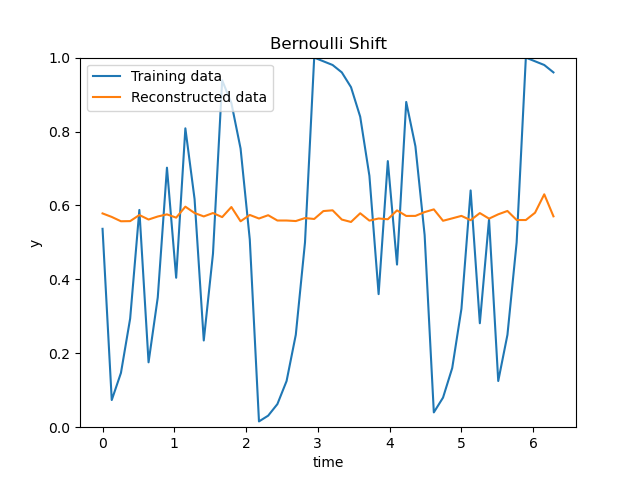 Bernoulli Shift
Training data
Reconstructed data
1.0
0.8
0.6
0.4
0.2
0.0
y
0 1 2 3 4 5 6
time